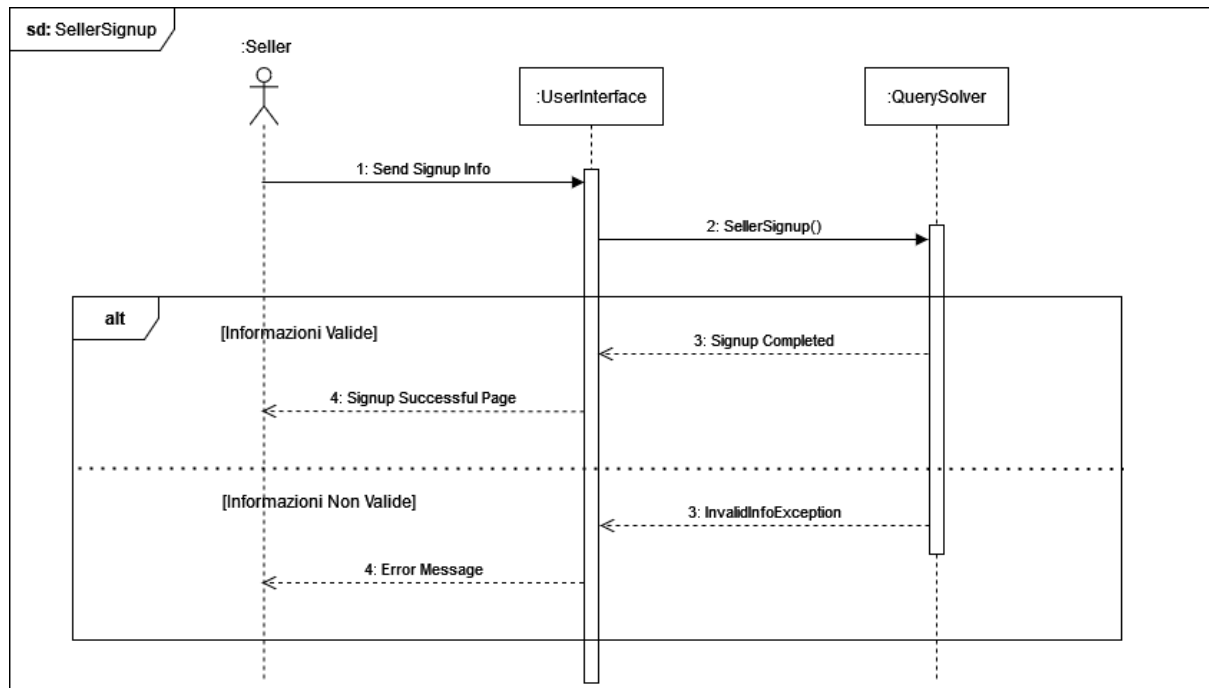 sd: SellerSignup
:Seller
:UserInterface
:QuerySolver
1: Send Signup Info
2: SellerSignup()
alt
[Informazioni Valide]
3: Signup Completed
4: Signup Successful Page
[Informazioni Non Valide]
3: InvalidInfoException
4: Error Message